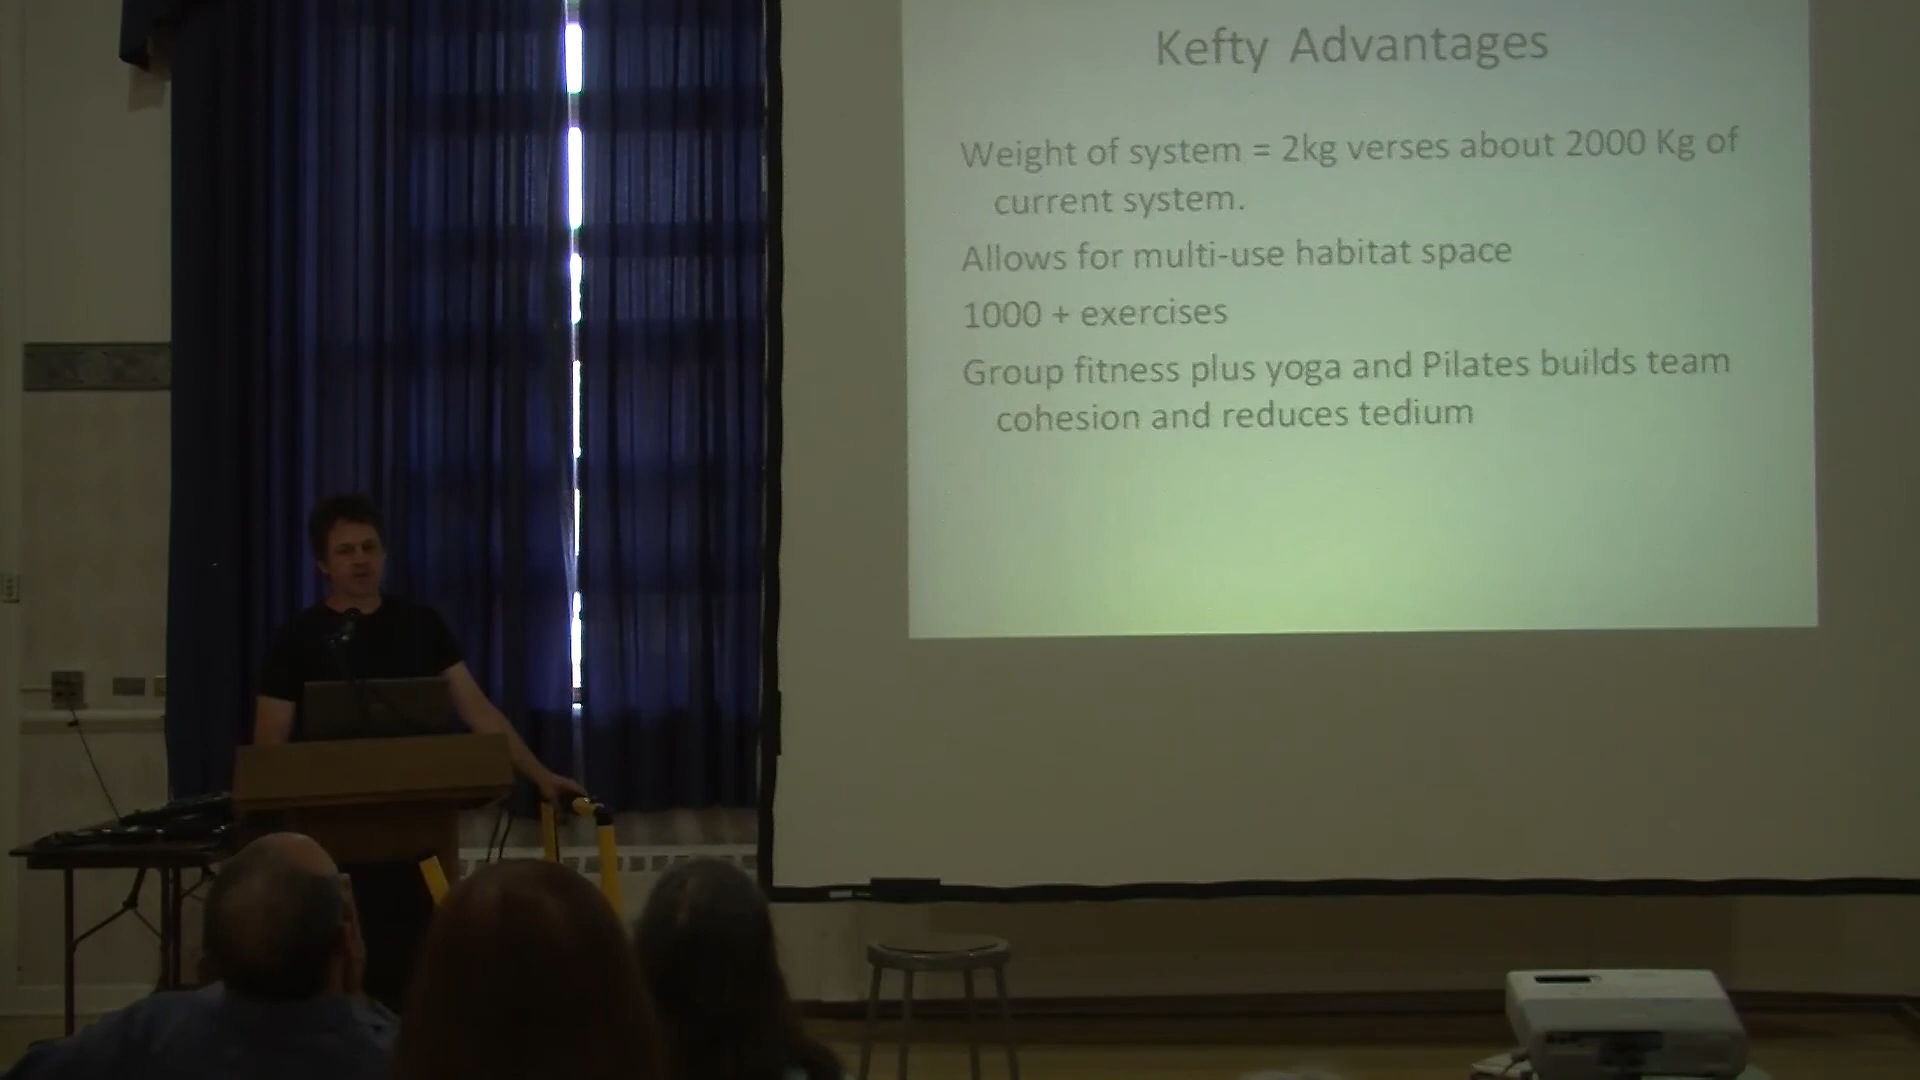 Kefty Advantages
Weight of system = 2kg verses about 2000 Kg of
current system.
Allows for multi-use habitat space
1000 + exercises
Group fitness plus yoga and Pilates builds team
cohesion and reduces tedium